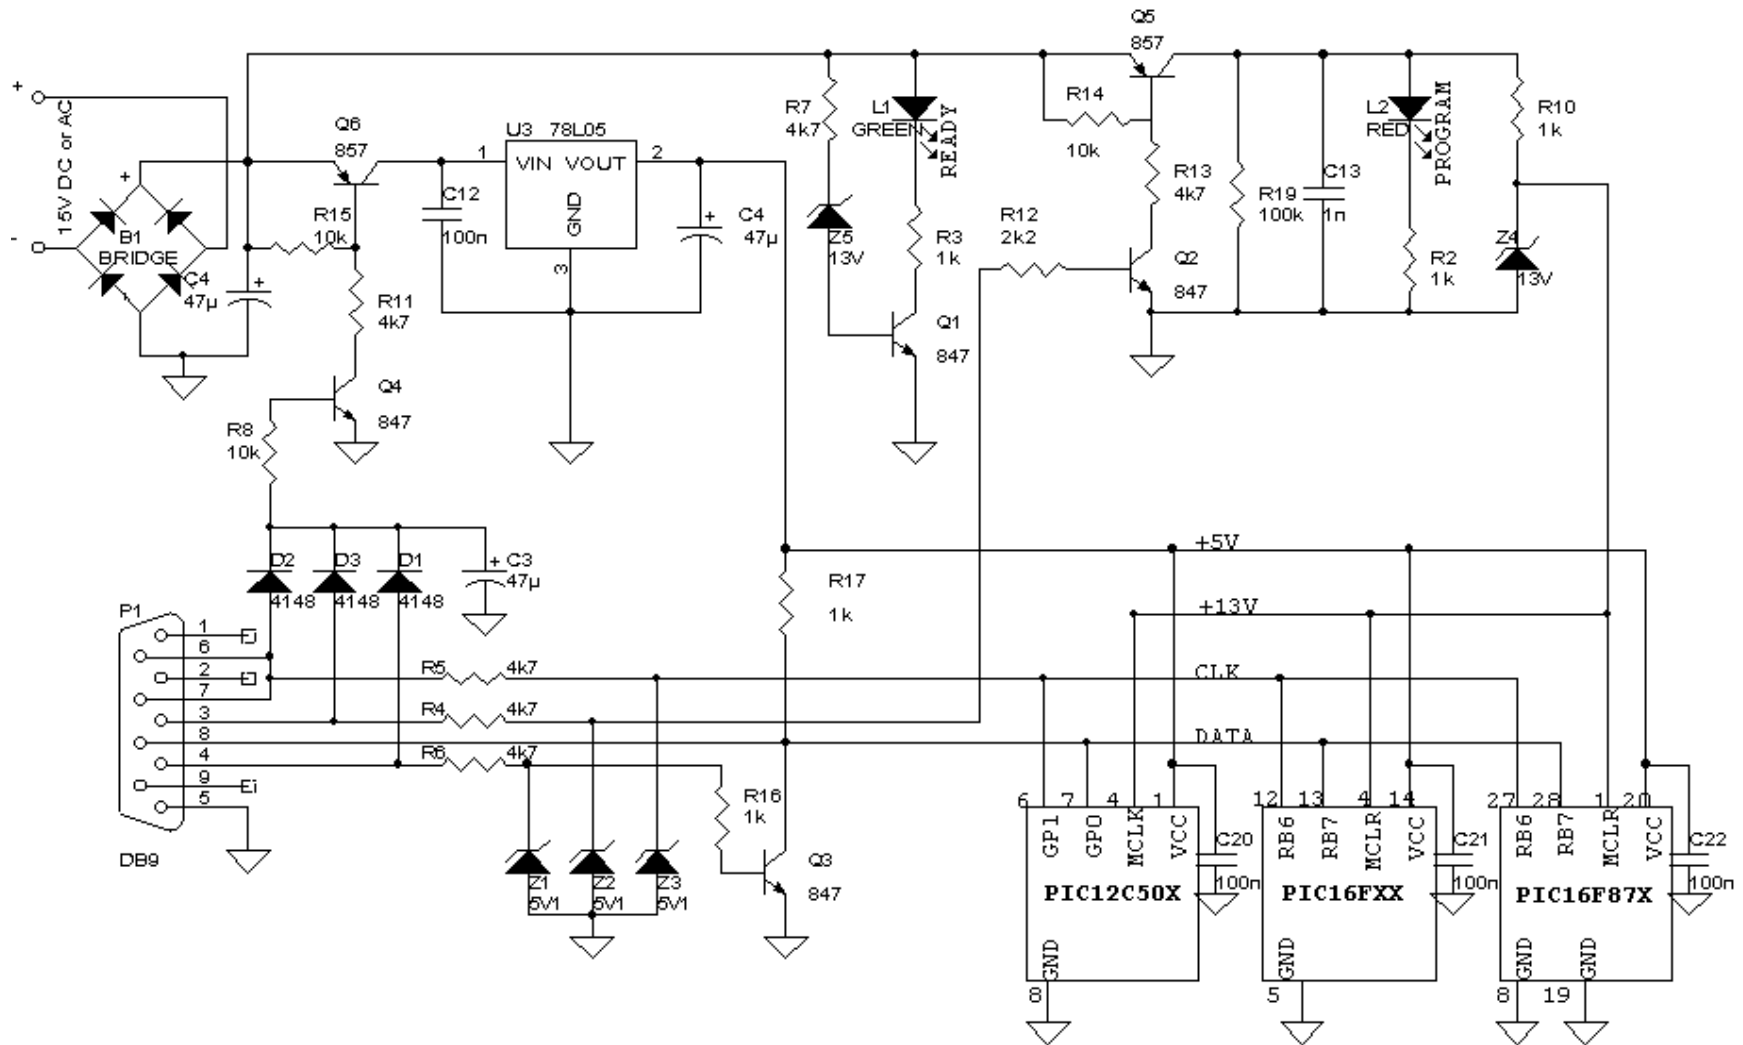 Q5
857
+
15V DC or AC
-
B1
BRIDGE
+
-
C4
47µ
+
Q6
857
R15
10k
R11
4k7
Q4
847
R8
10k
U3 78L05
1
VIN VOUT
2
GND
3
C12
100n
+
C4
47µ
R7
4k7
Z5
13V
L1
GREEN
READY
R3
1k
Q1
847
R14
10k
R13
4k7
R12
2k2
Q2
847
R19
100k
C13
1n
L2
RED
PROGRAM
R2
1k
R10
1k
Z4
13V
D2
4148
D3
4148
D1
4148
+
C3
47µ
P1
1
6
2
7
3
8
4
9
5
DB9
R5 4k7
R4 4k7
R6 4k7
R17
1k
R16
1k
Z1
5V1
Z2
5V1
Z3
5V1
Q3
847
+5V
+13V
CLK
DATA
6 7 4 1
GP1 GP0 MCLK VCC
PIC12C50X
GND
8
C20
100n
12 13 4 14
RB6 RB7 MCLR VCC
PIC16FXX
GND
5
C21
100n
27 28 1 20
RB6 RB7 MCLR VCC
PIC16F87X
GND GND
8 19
C22
100n